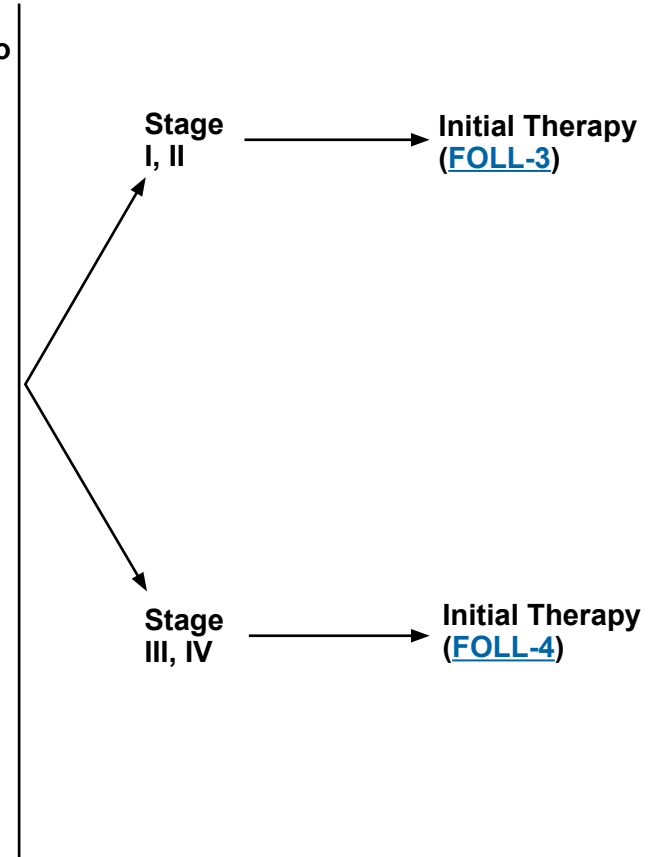 o
Stage
I, II
Initial Therapy
(FOLL-3)
Stage
III, IV
Initial Therapy
(FOLL-4)